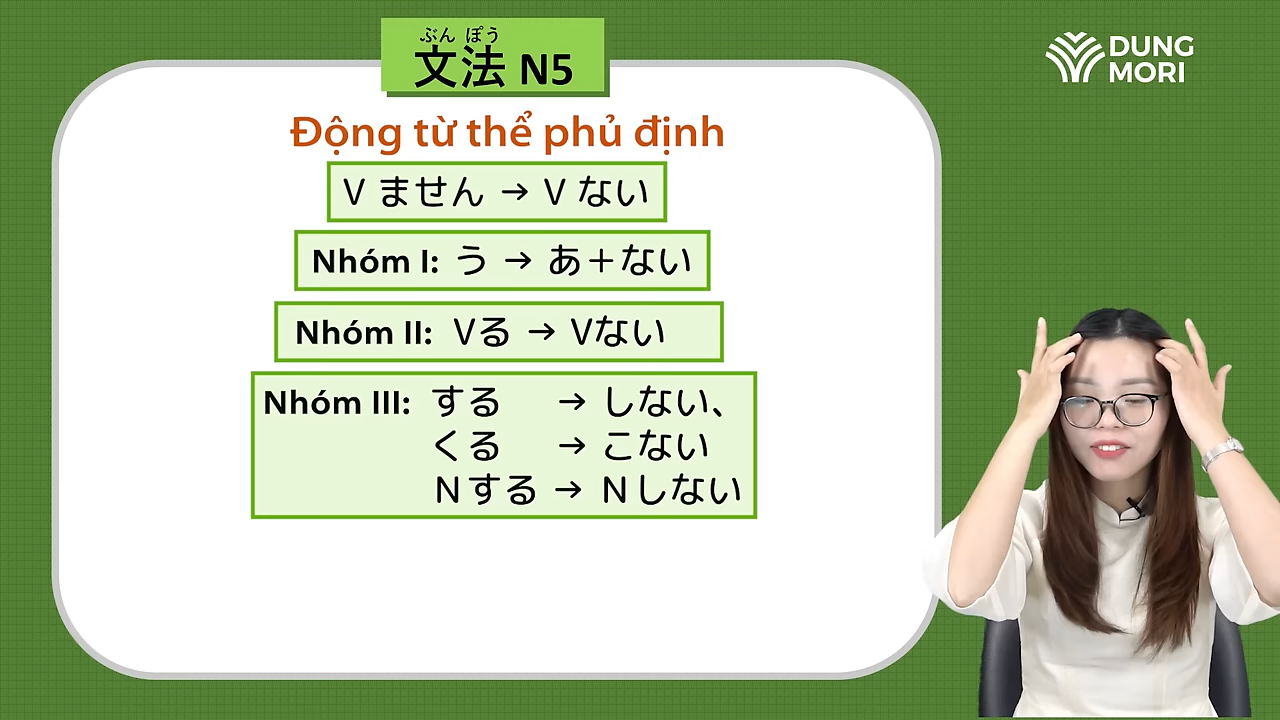 ぶん ぽう
文法 N5
DUNG
MORI
Động từ thể phủ định
V ません → V ない
Nhóm I: う → あ＋ない
Nhóm II: Vる → Vない
Nhóm III: する → しない、
くる → こない
N する → N しない